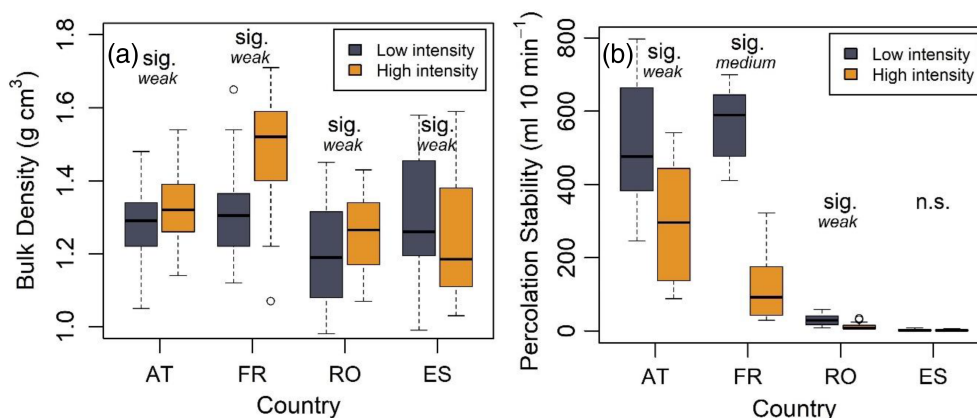 (a)
sig.
weak
sig.
weak
sig.
weak
sig.
weak
Low intensity
High intensity
Bulk Density (g cm³)
1.8
1.6
1.4
1.2
1.0
AT FR RO ES
Country
(b)
sig.
weak
sig.
medium
sig.
weak
n.s.
Low intensity
High intensity
Percolation Stability (ml 10 min⁻¹)
800
600
400
200
0
AT FR RO ES
Country